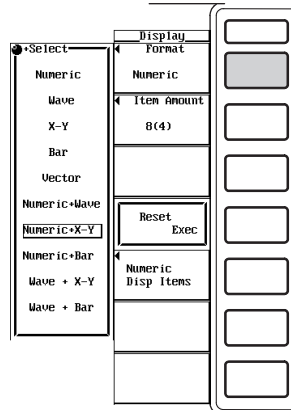 Display
Format
Numeric
Item Amount
8(4)
Reset
Exec
Numeric
Disp Items
+Select
Numeric
Wave
X-Y
Bar
Vector
Numeric+Wave
Numeric+X-Y
Numeric+Bar
Wave + X-Y
Wave + Bar